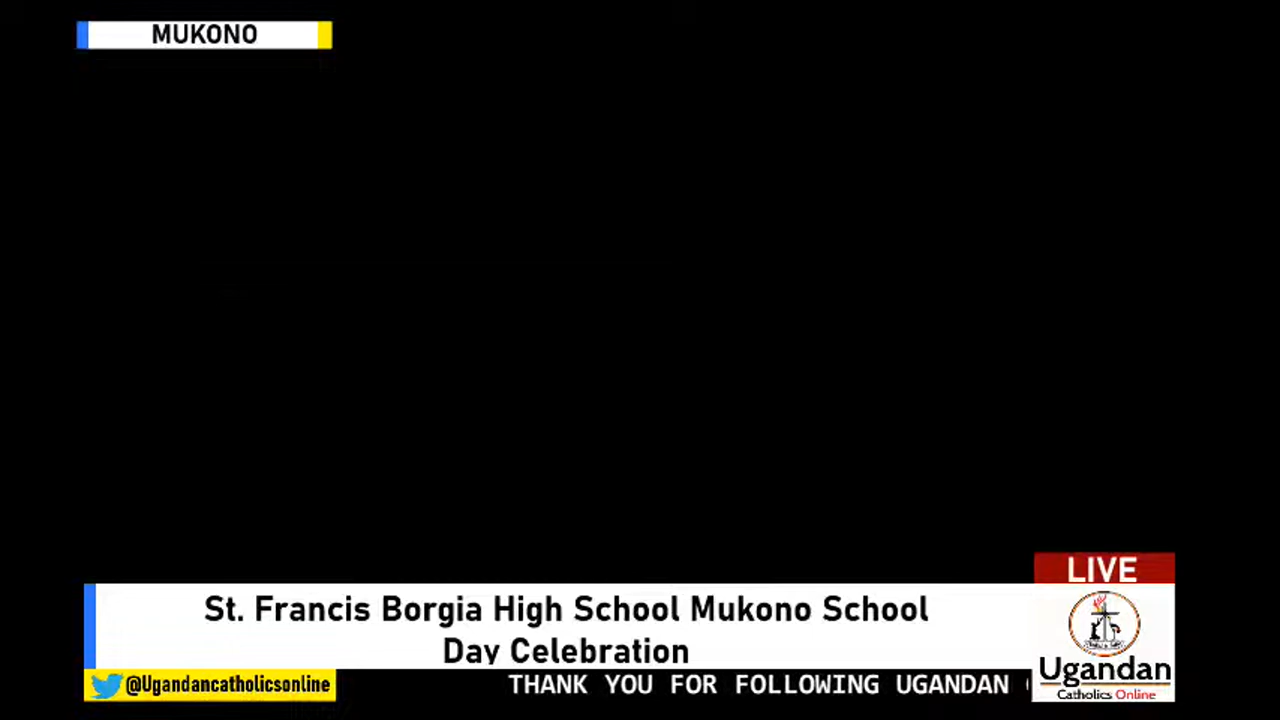 MUKONO
LIVE
St. Francis Borgia High School Mukono School
Day Celebration
Ugandan
Catholics Online
@Ugandancatholicsonline
THANK YOU FOR FOLLOWING UGANDAN